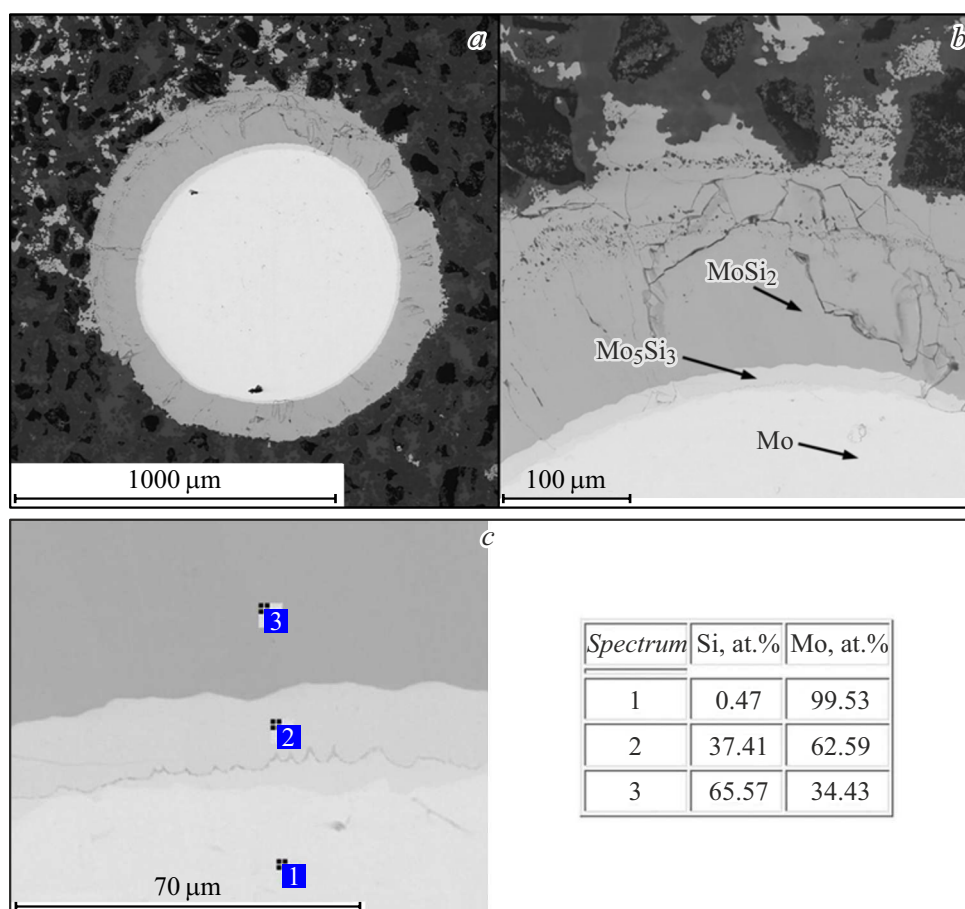 a
1000 μm
b
MoSi₂
Mo₅Si₃
Mo
100 μm
c
3
2
1
70 μm
Spectrum Si, at.% Mo, at.%
1 0.47 99.53
2 37.41 62.59
3 65.57 34.43